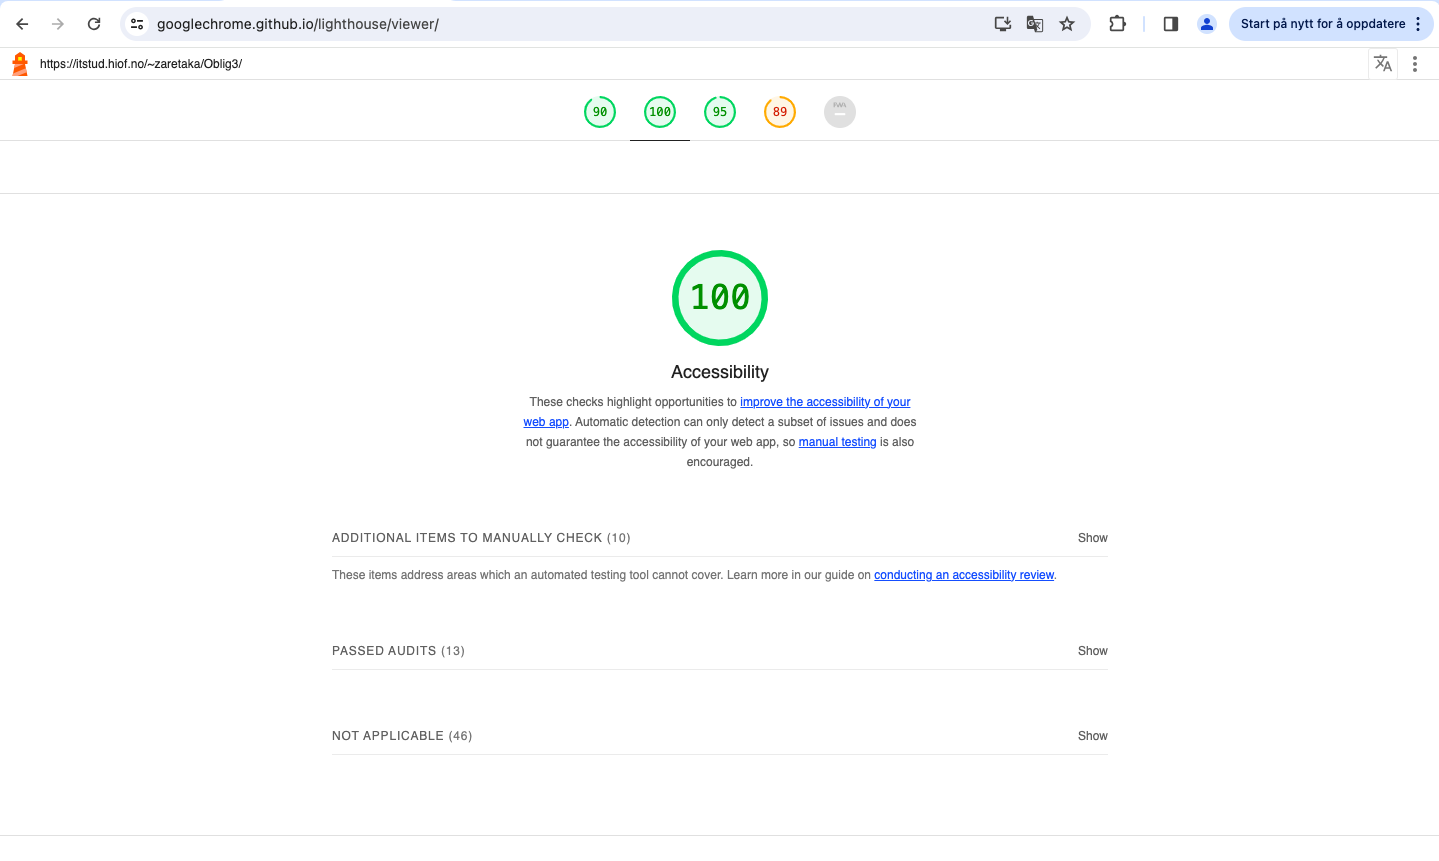 googlechrome.github.io/lighthouse/viewer/
Start på nytt for å oppdatere
https://itstud.hiof.no/~zaretaka/Oblig3/
90
100
95
89
PWA
100
Accessibility
These checks highlight opportunities to improve the accessibility of your
web app. Automatic detection can only detect a subset of issues and does
not guarantee the accessibility of your web app, so manual testing is also
encouraged.
ADDITIONAL ITEMS TO MANUALLY CHECK (10) Show
These items address areas which an automated testing tool cannot cover. Learn more in our guide on conducting an accessibility review.
PASSED AUDITS (13) Show
NOT APPLICABLE (46) Show